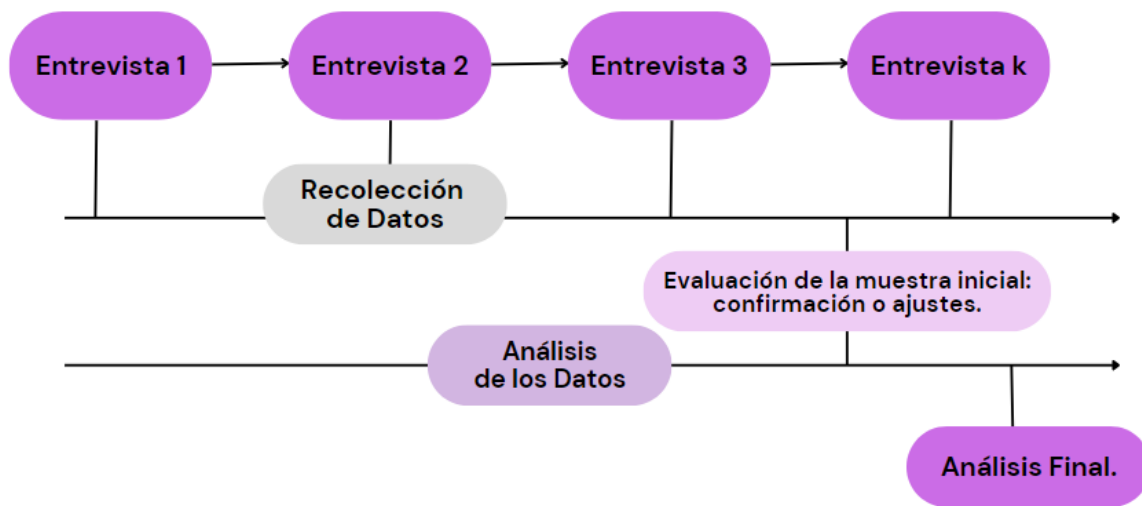 Entrevista 1
Entrevista 2
Entrevista 3
Entrevista k
Recolección
de Datos
Evaluación de la muestra inicial:
confirmación o ajustes.
Análisis
de los Datos
Análisis Final.